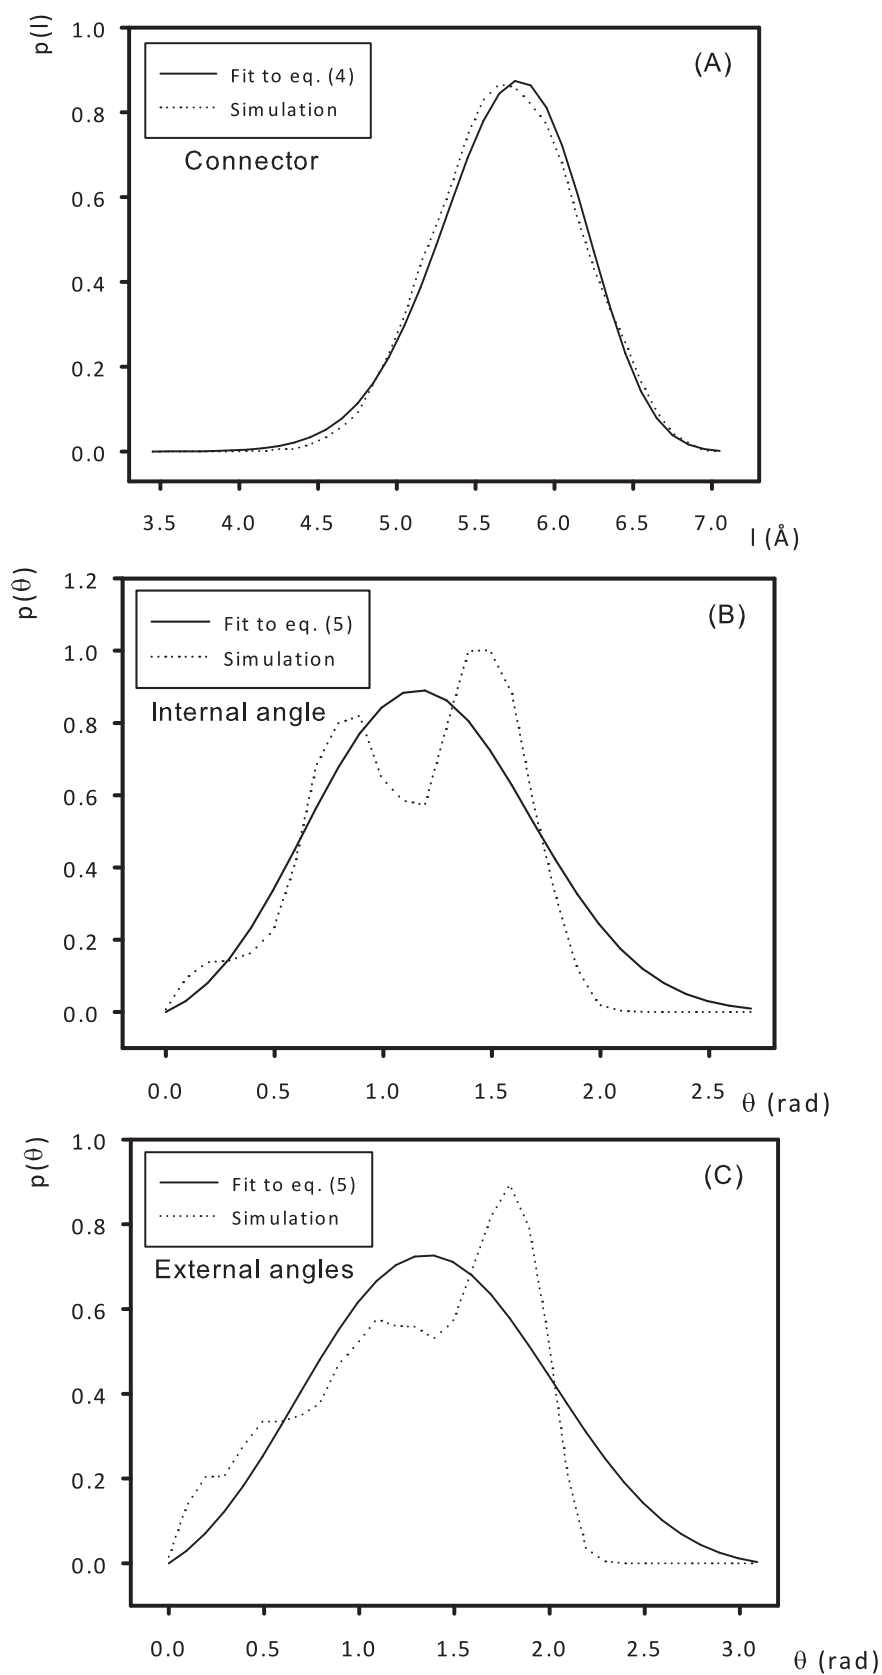 p(l)
1.0
0.8
0.6
0.4
0.2
0.0
Fit to eq. (4)
Simulation
Connector
(A)
3.5 4.0 4.5 5.0 5.5 6.0 6.5 7.0
l (Å)
p(θ)
1.2
1.0
0.8
0.6
0.4
0.2
0.0
Fit to eq. (5)
Simulation
Internal angle
(B)
0.0 0.5 1.0 1.5 2.0 2.5
θ (rad)
p(θ)
1.0
0.8
0.6
0.4
0.2
0.0
Fit to eq. (5)
Simulation
External angles
(C)
0.0 0.5 1.0 1.5 2.0 2.5 3.0
θ (rad)